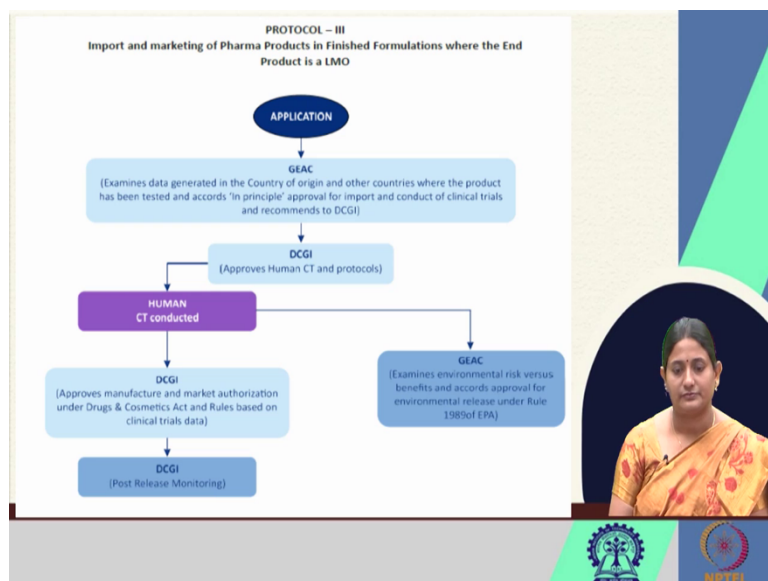 PROTOCOL – III
Import and marketing of Pharma Products in Finished Formulations where the End
Product is a LMO
APPLICATION
GEAC
(Examines data generated in the Country of origin and other countries where the product
has been tested and accords 'In principle' approval for import and conduct of clinical trials
and recommends to DCGI)
DCGI
(Approves Human CT and protocols)
HUMAN
CT conducted
DCGI
(Approves manufacture and market authorization
under Drugs & Cosmetics Act and Rules based on
clinical trials data)
DCGI
(Post Release Monitoring)
GEAC
(Examines environmental risk versus
benefits and accords approval for
environmental release under Rule
1989of EPA)
NPTEL